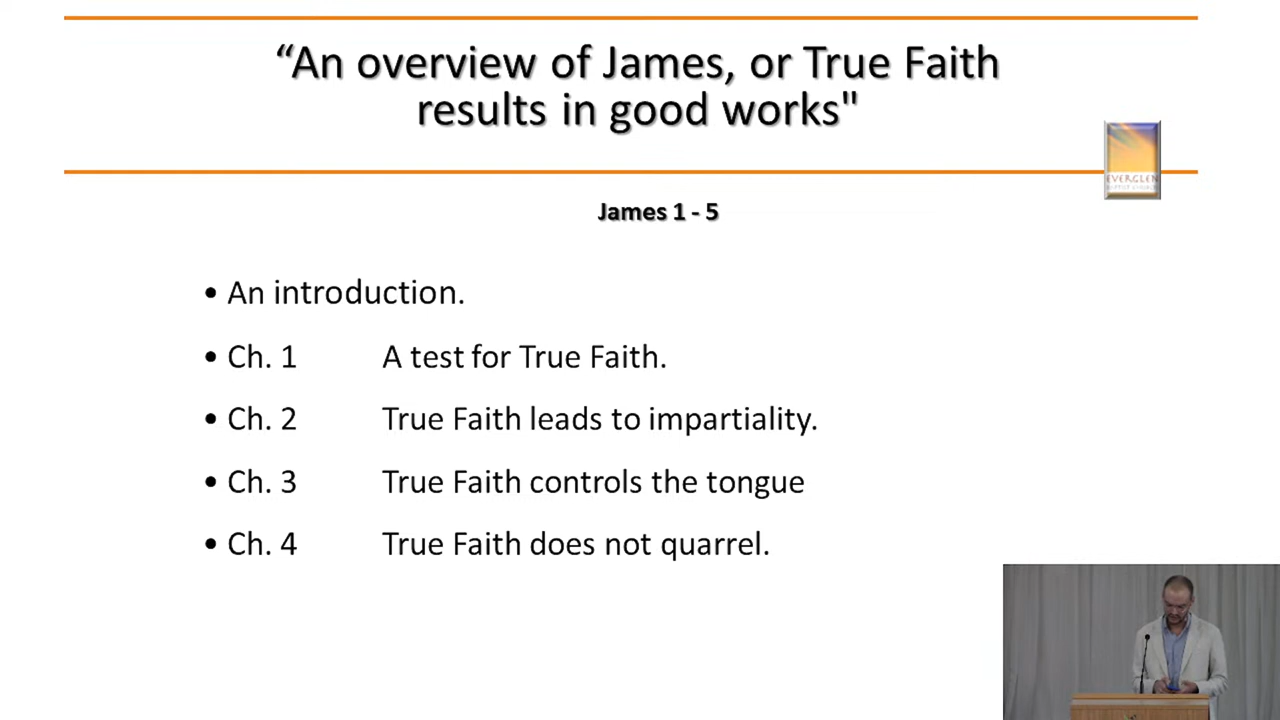 “An overview of James, or True Faith
results in good works"
EVERGLEN
BAPTIST CHURCH
James 1 - 5
• An introduction.
• Ch. 1 A test for True Faith.
• Ch. 2 True Faith leads to impartiality.
• Ch. 3 True Faith controls the tongue
• Ch. 4 True Faith does not quarrel.